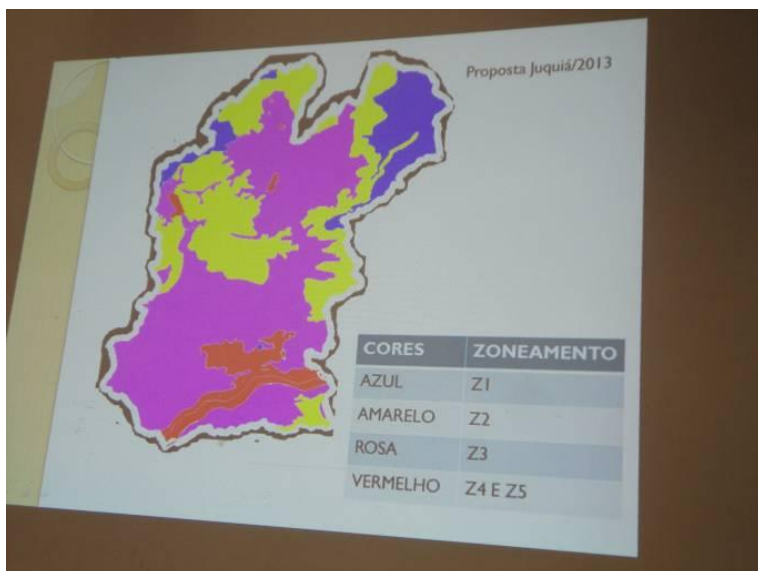 Proposta Juquiá/2013
CORES ZONEAMENTO
AZUL Z1
AMARELO Z2
ROSA Z3
VERMELHO Z4 E Z5